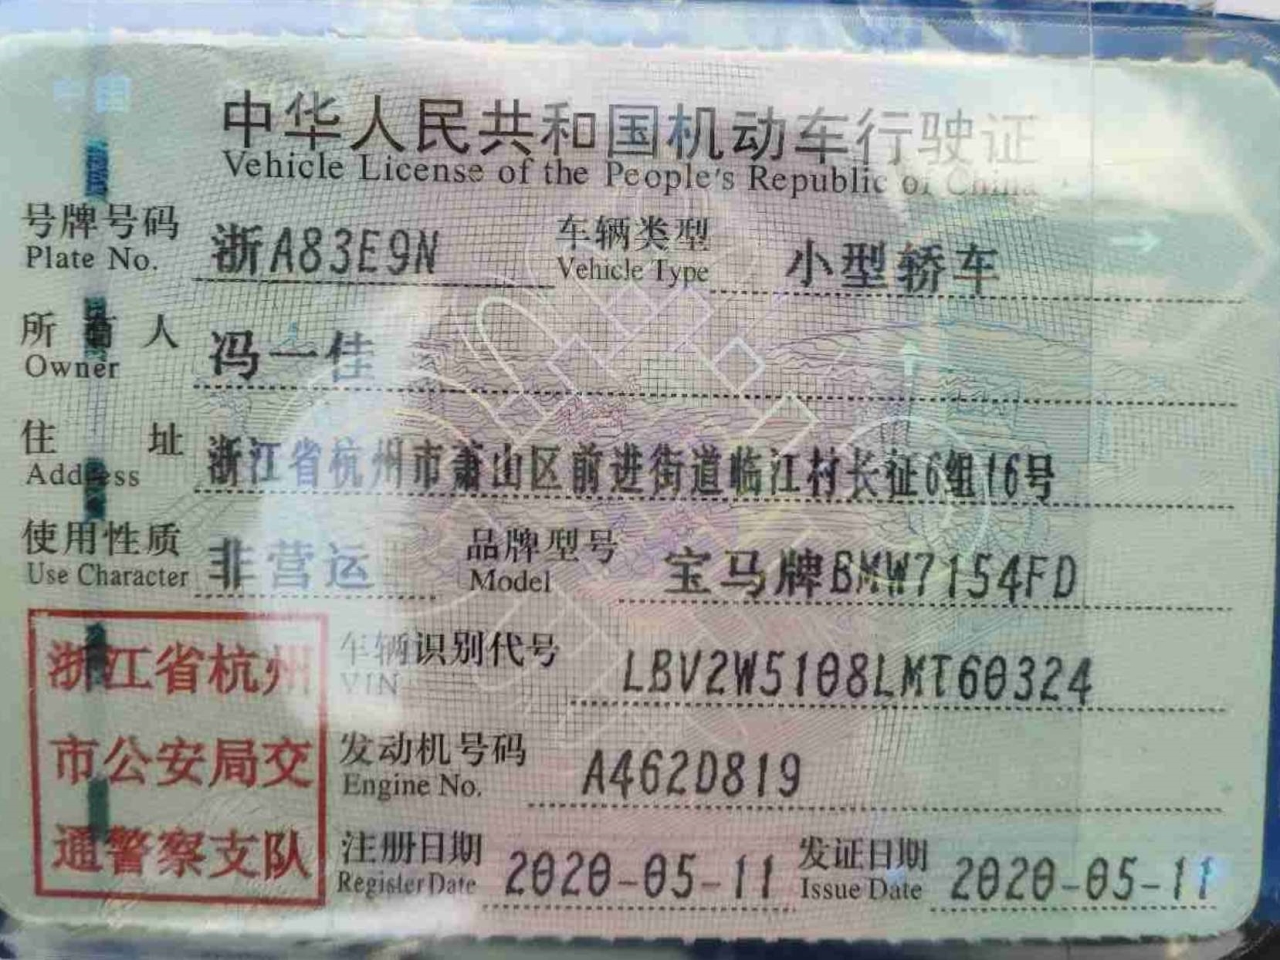 中华人民共和国机动车行驶证
Vehicle License of the People's Republic of China
号牌号码 浙A83E9N 车辆类型 小型轿车
Plate No. Vehicle Type
所有人 冯一佳
Owner
住址 浙江省杭州市萧山区前进街道临江村长征6组16号
Address
使用性质 非营运 品牌型号 宝马牌BMW7154FD
Use Character Model
浙江省杭州
市公安局交
通警察支队
车辆识别代号 LBV2W5108LMT60324
VIN
发动机号码 A462D819
Engine No.
注册日期 2020-05-11 发证日期 2020-05-11
Register Date Issue Date